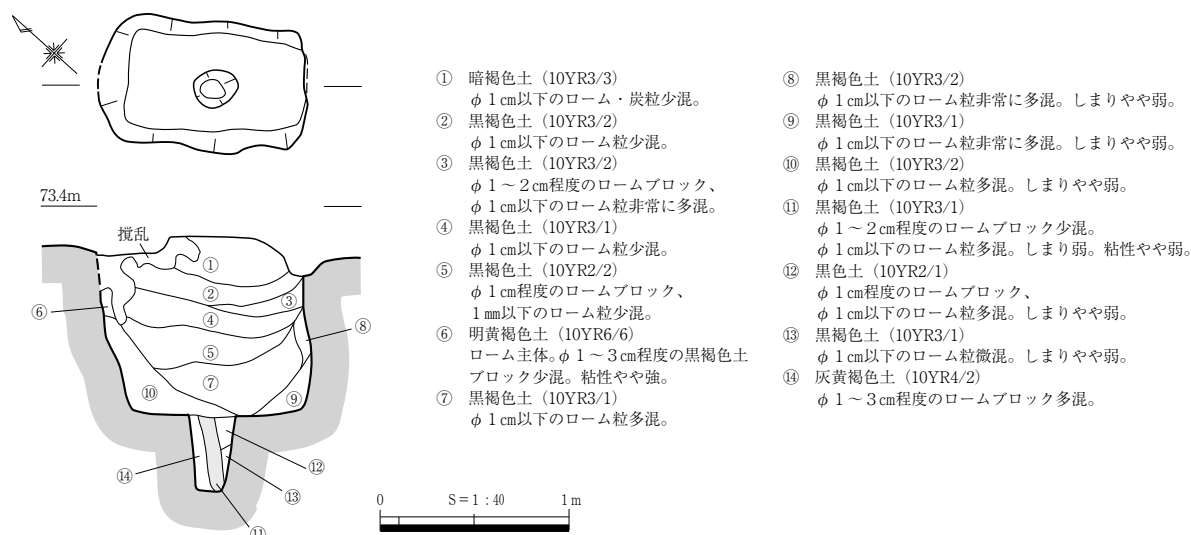 73.4m
撹乱
①
②
③
④
⑤
⑥
⑦
⑧
⑨
⑩
⑪
⑫
⑬
⑭
0 S=1:40 1m
① 暗褐色土(10YR3/3)
φ1㎝以下のローム・炭粒少混。
② 黒褐色土(10YR3/2)
φ1㎝以下のローム粒少混。
③ 黒褐色土(10YR3/2)
φ1~2㎝程度のロームブロック、
φ1㎝以下のローム粒非常に多混。
④ 黒褐色土(10YR3/1)
φ1㎝以下のローム粒少混。
⑤ 黒褐色土(10YR2/2)
φ1㎝程度のロームブロック、
1㎜以下のローム粒少混。
⑥ 明黄褐色土(10YR6/6)
ローム主体。φ1~3㎝程度の黒褐色土
ブロック少混。粘性やや強。
⑦ 黒褐色土(10YR3/1)
φ1㎝以下のローム粒多混。
⑧ 黒褐色土(10YR3/2)
φ1㎝以下のローム粒非常に多混。しまりやや弱。
⑨ 黒褐色土(10YR3/1)
φ1㎝以下のローム粒非常に多混。しまりやや弱。
⑩ 黒褐色土(10YR3/2)
φ1㎝以下のローム粒多混。しまりやや弱。
⑪ 黒褐色土(10YR3/1)
φ1~2㎝程度のロームブロック少混。
φ1㎝以下のローム粒多混。しまり弱。粘性やや弱。
⑫ 黒色土(10YR2/1)
φ1㎝程度のロームブロック、
φ1㎝以下のローム粒多混。しまりやや弱。
⑬ 黒褐色土(10YR3/1)
φ1㎝以下のローム粒微混。しまりやや弱。
⑭ 灰黄褐色土(10YR4/2)
φ1~3㎝程度のロームブロック多混。